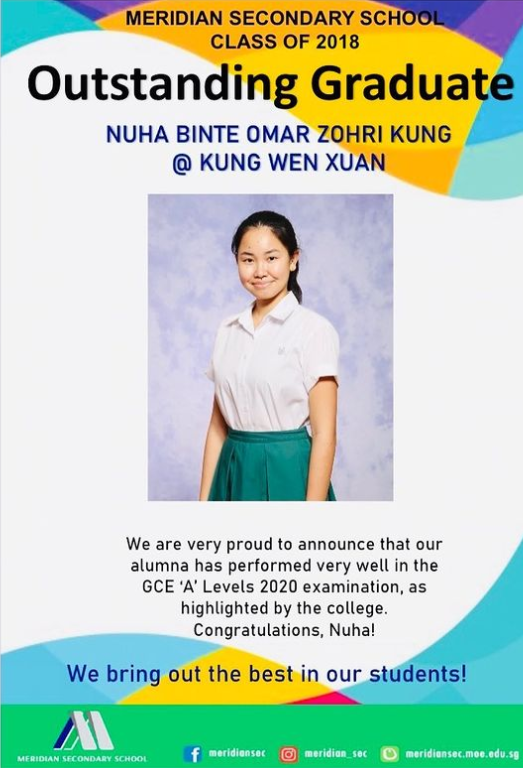 MERIDIAN SECONDARY SCHOOL
CLASS OF 2018
Outstanding Graduate
NUHA BINTE OMAR ZOHRI KUNG
@ KUNG WEN XUAN
We are very proud to announce that our
alumna has performed very well in the
GCE ‘A’ Levels 2020 examination, as
highlighted by the college.
Congratulations, Nuha!
We bring out the best in our students!
MERIDIAN SECONDARY SCHOOL
meridiansec
meridian_sec
meridiansec.moe.edu.sg